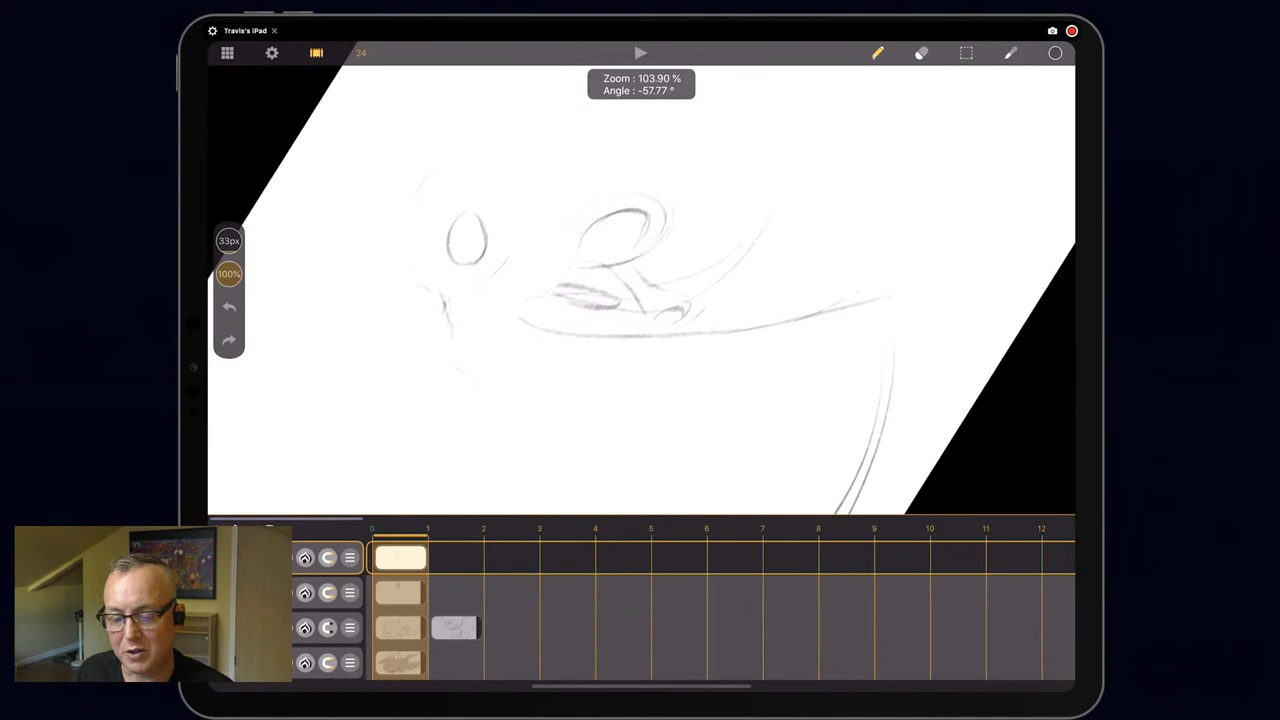 Travis's iPad
24
Zoom : 103.90 %
Angle : -57.77 °
33px
100%
0 1 2 3 4 5 6 7 8 9 10 11 12